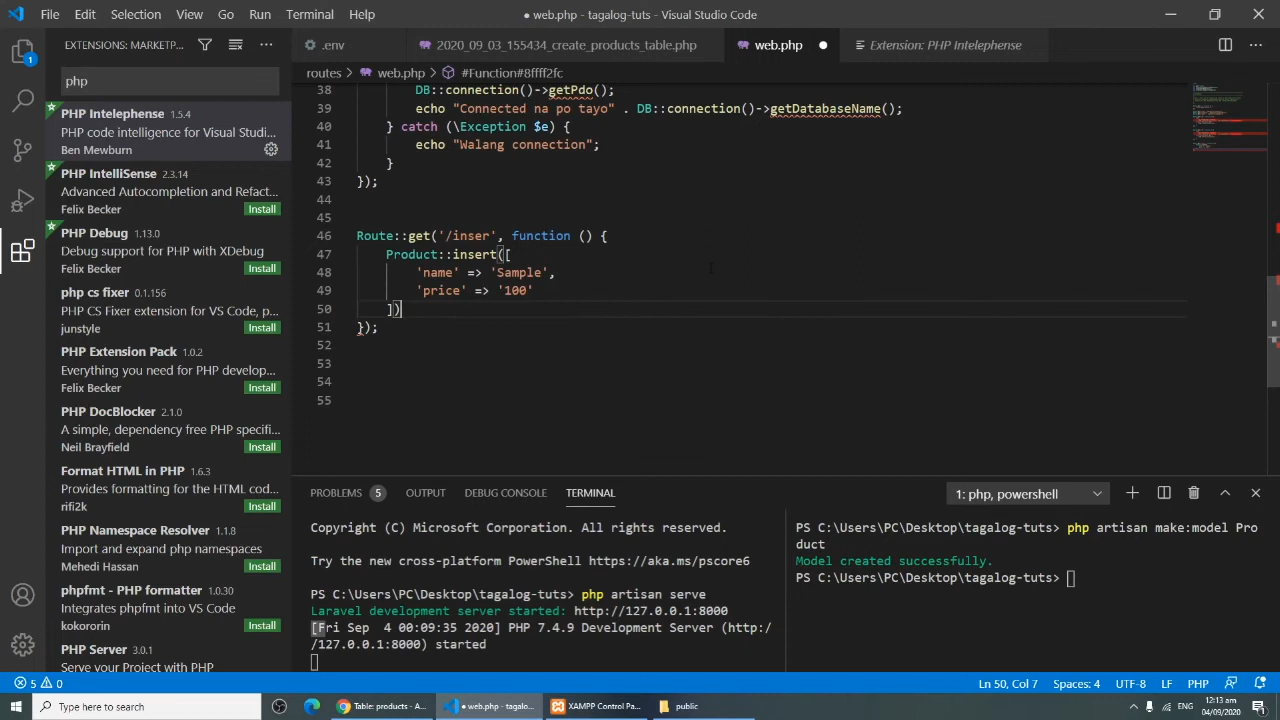 File Edit Selection View Go Run Terminal Help
● web.php - tagalog-tuts - Visual Studio Code
EXTENSIONS: MARKETP...
.env
2020_09_03_155434_create_products_table.php
web.php
Extension: PHP Intelephense
php
routes > web.php > #Function#8ffff2fc
PHP Intelephense 1.5.4
PHP code intelligence for Visual Studi...
Ben Mewburn
PHP IntelliSense 2.3.14
Advanced Autocompletion and Refact...
Felix Becker Install
PHP Debug 1.13.0
Debug support for PHP with XDebug
Felix Becker Install
php cs fixer 0.1.156
PHP CS Fixer extension for VS Code, p...
junstyle Install
PHP Extension Pack 1.0.2
Everything you need for PHP develop...
Felix Becker Install
PHP DocBlocker 2.1.0
A simple, dependency free PHP specifi...
Neil Brayfield Install
Format HTML in PHP 1.6.3
Provides formatting for the HTML cod...
rifi2k Install
PHP Namespace Resolver 1.1.8
Import and expand php namespaces
Mehedi Hassan Install
phpfmt - PHP formatter 1.0.30
Integrates phpfmt into VS Code
kokororin Install
PHP Server 3.0.1
Serve your Project with PHP
38 DB::connection()->getPdo();
39 echo "Connected na po tayo" . DB::connection()->getDatabaseName();
40 } catch (\Exception $e) {
41 echo "Walang connection";
42 }
43 });
44
45
46 Route::get('/inser', function () {
47 Product::insert([
48 'name' => 'Sample',
49 'price' => '100'
50 ])
51 });
52
53
54
55
PROBLEMS 5 OUTPUT DEBUG CONSOLE TERMINAL
1: php, powershell
Copyright (C) Microsoft Corporation. All rights reserved.
Try the new cross-platform PowerShell https://aka.ms/pscore6
PS C:\Users\PC\Desktop\tagalog-tuts> php artisan serve
Laravel development server started: http://127.0.0.1:8000
[Fri Sep 4 00:09:35 2020] PHP 7.4.9 Development Server (http:/
/127.0.0.1:8000) started
PS C:\Users\PC\Desktop\tagalog-tuts> php artisan make:model Pro
duct
Model created successfully.
PS C:\Users\PC\Desktop\tagalog-tuts>
5 0
Ln 50, Col 7 Spaces: 4 UTF-8 LF PHP
Type here to search
Table: products - A...
● web.php - tagalo...
XAMPP Control Pa...
public
ENG
12:13 am
04/09/2020
1